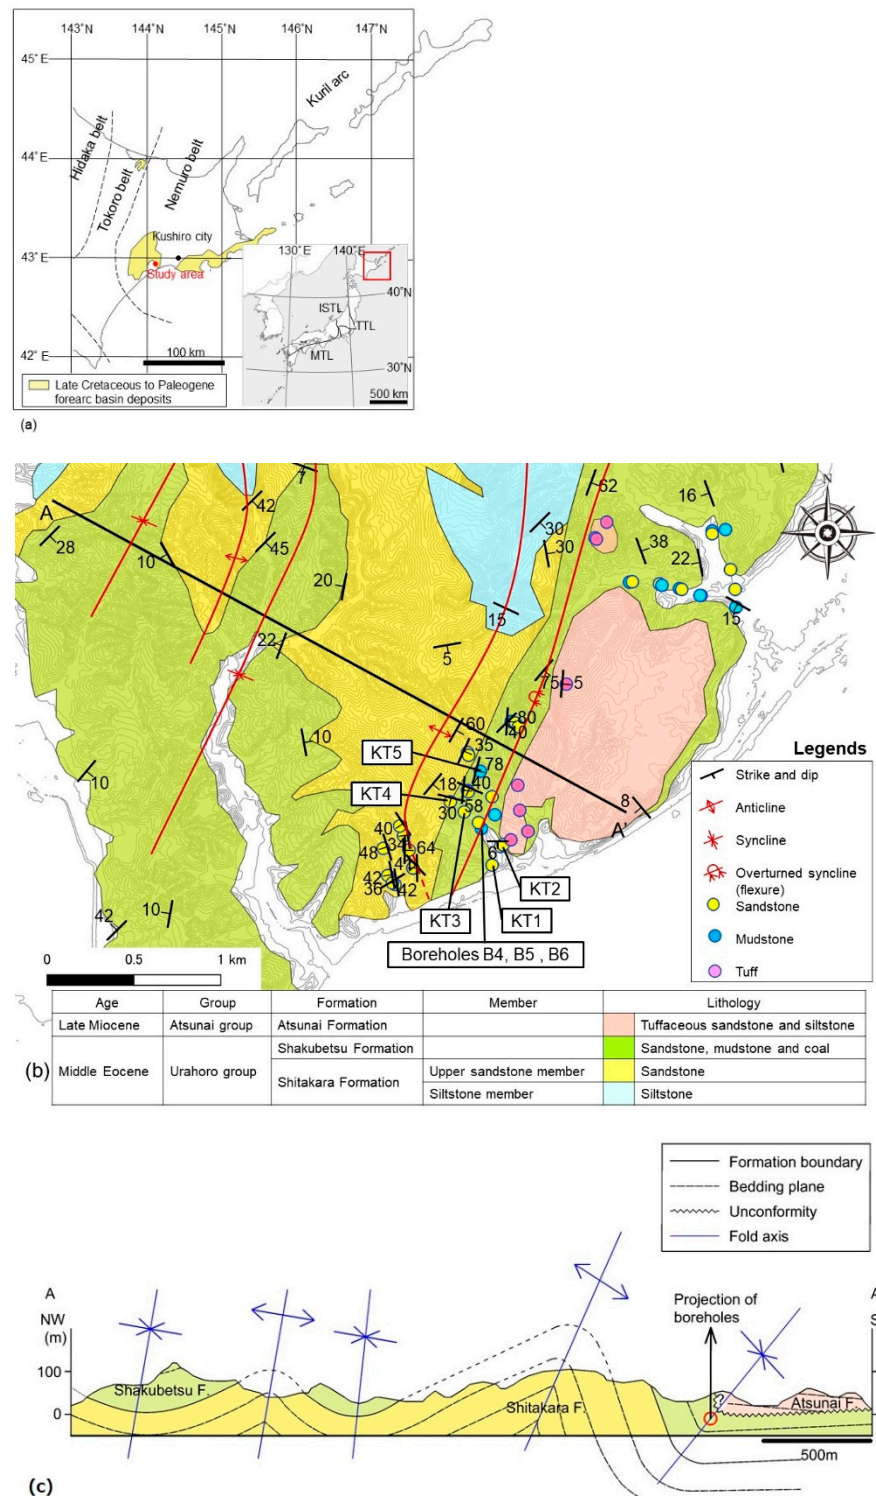 143°E 144°E 145°E 146°E 147°E
45°E
44°E
43°E
42°E
Kuril arc
Hidaka belt
Tokoro belt
Nemuro belt
Kushiro city
Study area
130°E 140°E
40°N
30°N
ISTL
TTL
MTL
100 km
500 km
Late Cretaceous to Paleogene
forearc basin deposits
(a)
A
N
7
42
28
10
45
20
22
62
16
30
30
38
22
15
15
5
75
5
60
80
40
10
KT5
35
78
10
18
40
KT4
30
58
8
A'
40
34
64
48
6
42
36
42
KT2
KT3
KT1
42
10
Boreholes B4, B5 , B6
0 0.5 1 km
Legends
Strike and dip
Anticline
Syncline
Overturned syncline
(flexure)
Sandstone
Mudstone
Tuff
Age Group Formation Member Lithology
Late Miocene Atsunai group Atsunai Formation Tuffaceous sandstone and siltstone
Shakubetsu Formation Sandstone, mudstone and coal
Middle Eocene Urahoro group Shitakara Formation Upper sandstone member Sandstone
Siltstone member Siltstone
(b)
Formation boundary
Bedding plane
Unconformity
Fold axis
A
NW
(m)
100
0
Projection of
boreholes
A
S
Shakubetsu F.
Shitakara F.
?
Atsunai F.
500m
(c)